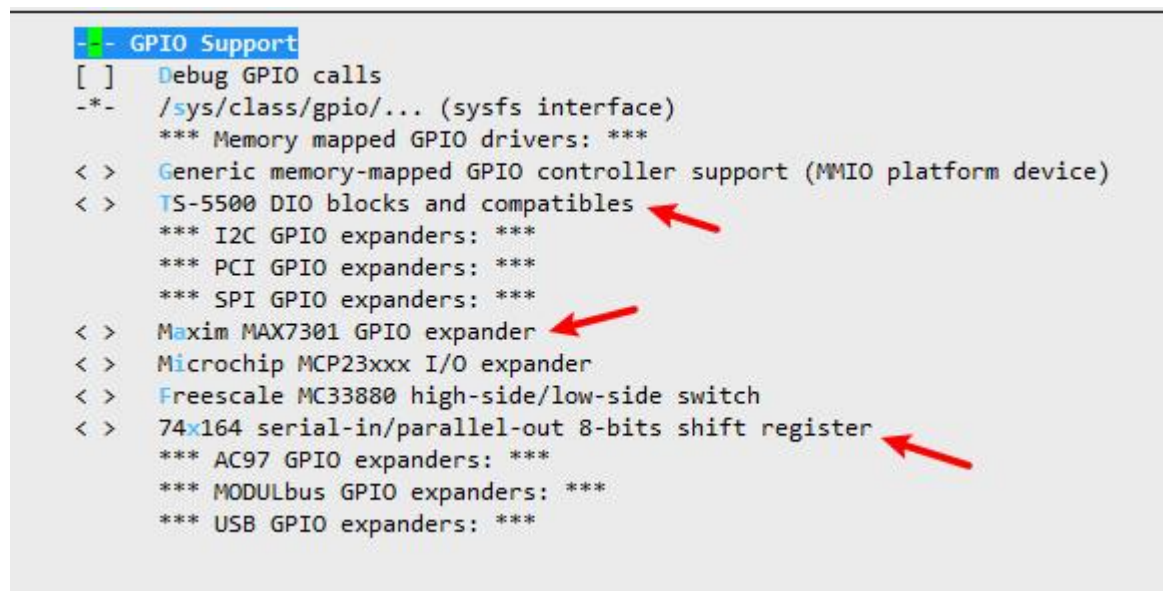 --- GPIO Support
[ ] Debug GPIO calls
-*- /sys/class/gpio/... (sysfs interface)
*** Memory mapped GPIO drivers: ***
< > Generic memory-mapped GPIO controller support (MMIO platform device)
< > TS-5500 DIO blocks and compatibles
*** I2C GPIO expanders: ***
*** PCI GPIO expanders: ***
*** SPI GPIO expanders: ***
< > Maxim MAX7301 GPIO expander
< > Microchip MCP23xxx I/O expander
< > Freescale MC33880 high-side/low-side switch
< > 74x164 serial-in/parallel-out 8-bits shift register
*** AC97 GPIO expanders: ***
*** MODULbus GPIO expanders: ***
*** USB GPIO expanders: ***